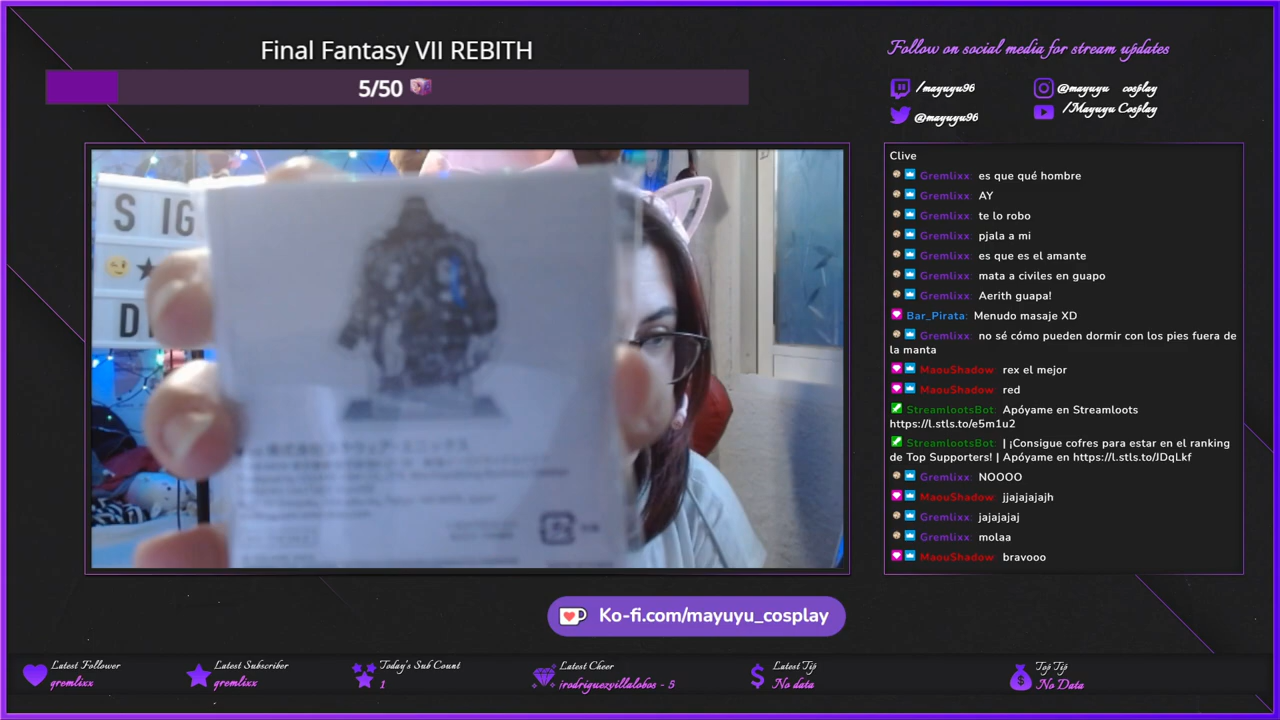 Final Fantasy VII REBITH
5/50
Follow on social media for stream updates
/mayuyu96
@mayuyu cosplay
@mayuyu96
/Mayuyu Cosplay
S IG
D
Clive
Gremlixx: es que qué hombre
Gremlixx: AY
Gremlixx: te lo robo
Gremlixx: pjala a mi
Gremlixx: es que es el amante
Gremlixx: mata a civiles en guapo
Gremlixx: Aerith guapa!
Bar_Pirata: Menudo masaje XD
Gremlixx: no sé cómo pueden dormir con los pies fuera de
la manta
MaouShadow: rex el mejor
MaouShadow: red
StreamlootsBot: Apóyame en Streamloots
https://l.stls.to/e5m1u2
StreamlootsBot: | ¡Consigue cofres para estar en el ranking
de Top Supporters! | Apóyame en https://l.stls.to/JDqLkf
Gremlixx: NOOOO
MaouShadow: jjajajajajh
Gremlixx: jajajajaj
Gremlixx: molaa
MaouShadow: bravooo
Ko-fi.com/mayuyu_cosplay
Latest Follower
gremlixx
Latest Subscriber
gremlixx
Today's Sub Count
1
Latest Cheer
irodriguezvillalobos - 5
Latest Tip
No data
Top Tip
No Data